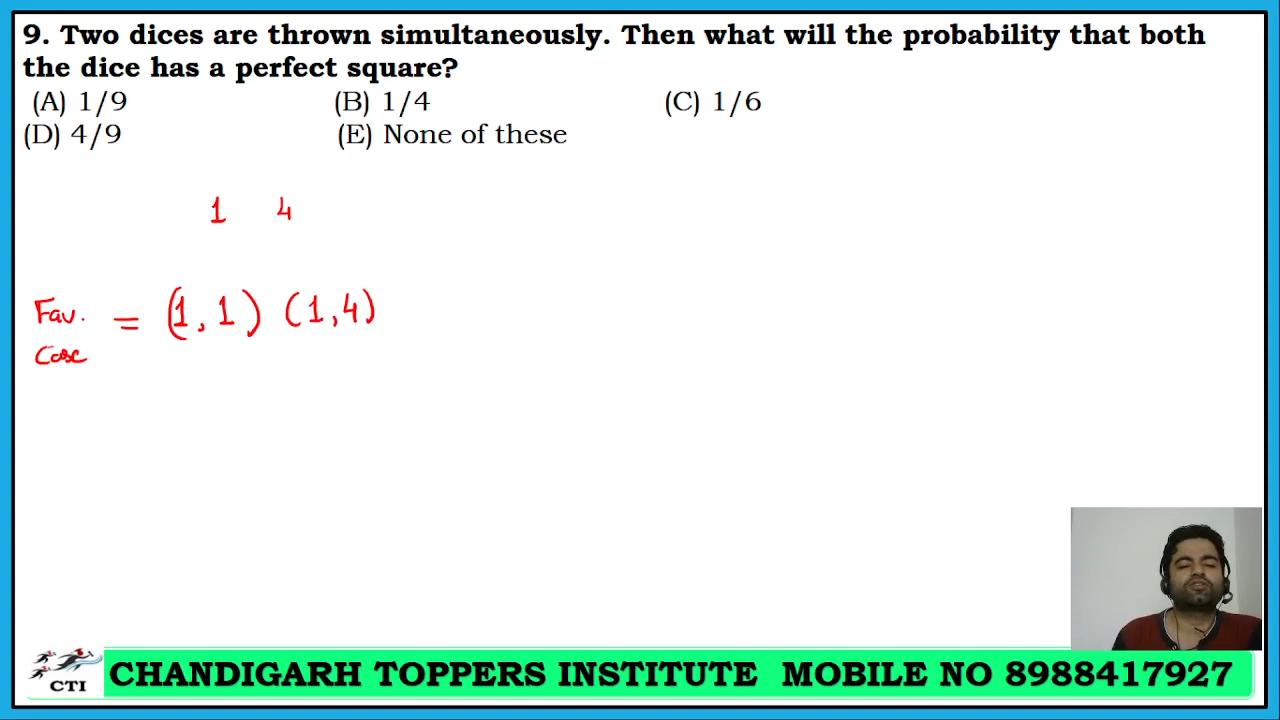 9. Two dices are thrown simultaneously. Then what will the probability that both
the dice has a perfect square?
(A) 1/9 (B) 1/4 (C) 1/6
(D) 4/9 (E) None of these
1 4
Fav. = (1, 1) (1, 4)
Case
CTI
CHANDIGARH TOPPERS INSTITUTE MOBILE NO 8988417927